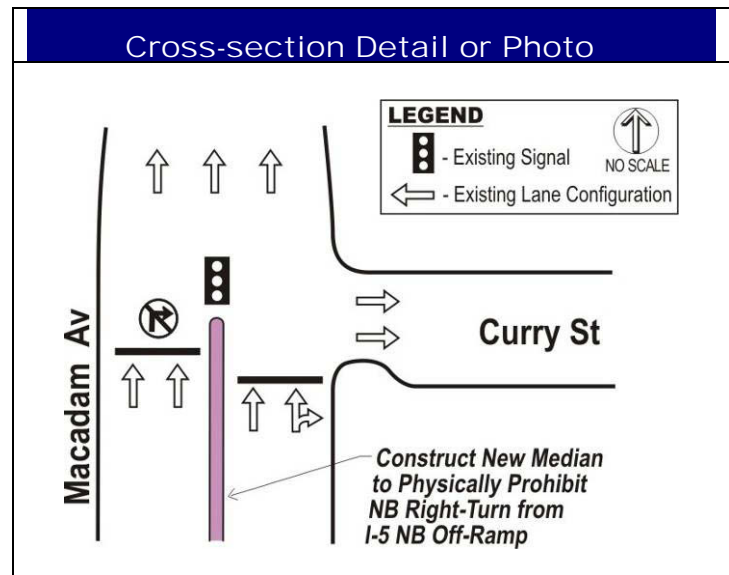 Cross-section Detail or Photo
LEGEND
- Existing Signal
NO SCALE
- Existing Lane Configuration
Macadam Av
Curry St
Construct New Median
to Physically Prohibit
NB Right-Turn from
I-5 NB Off-Ramp